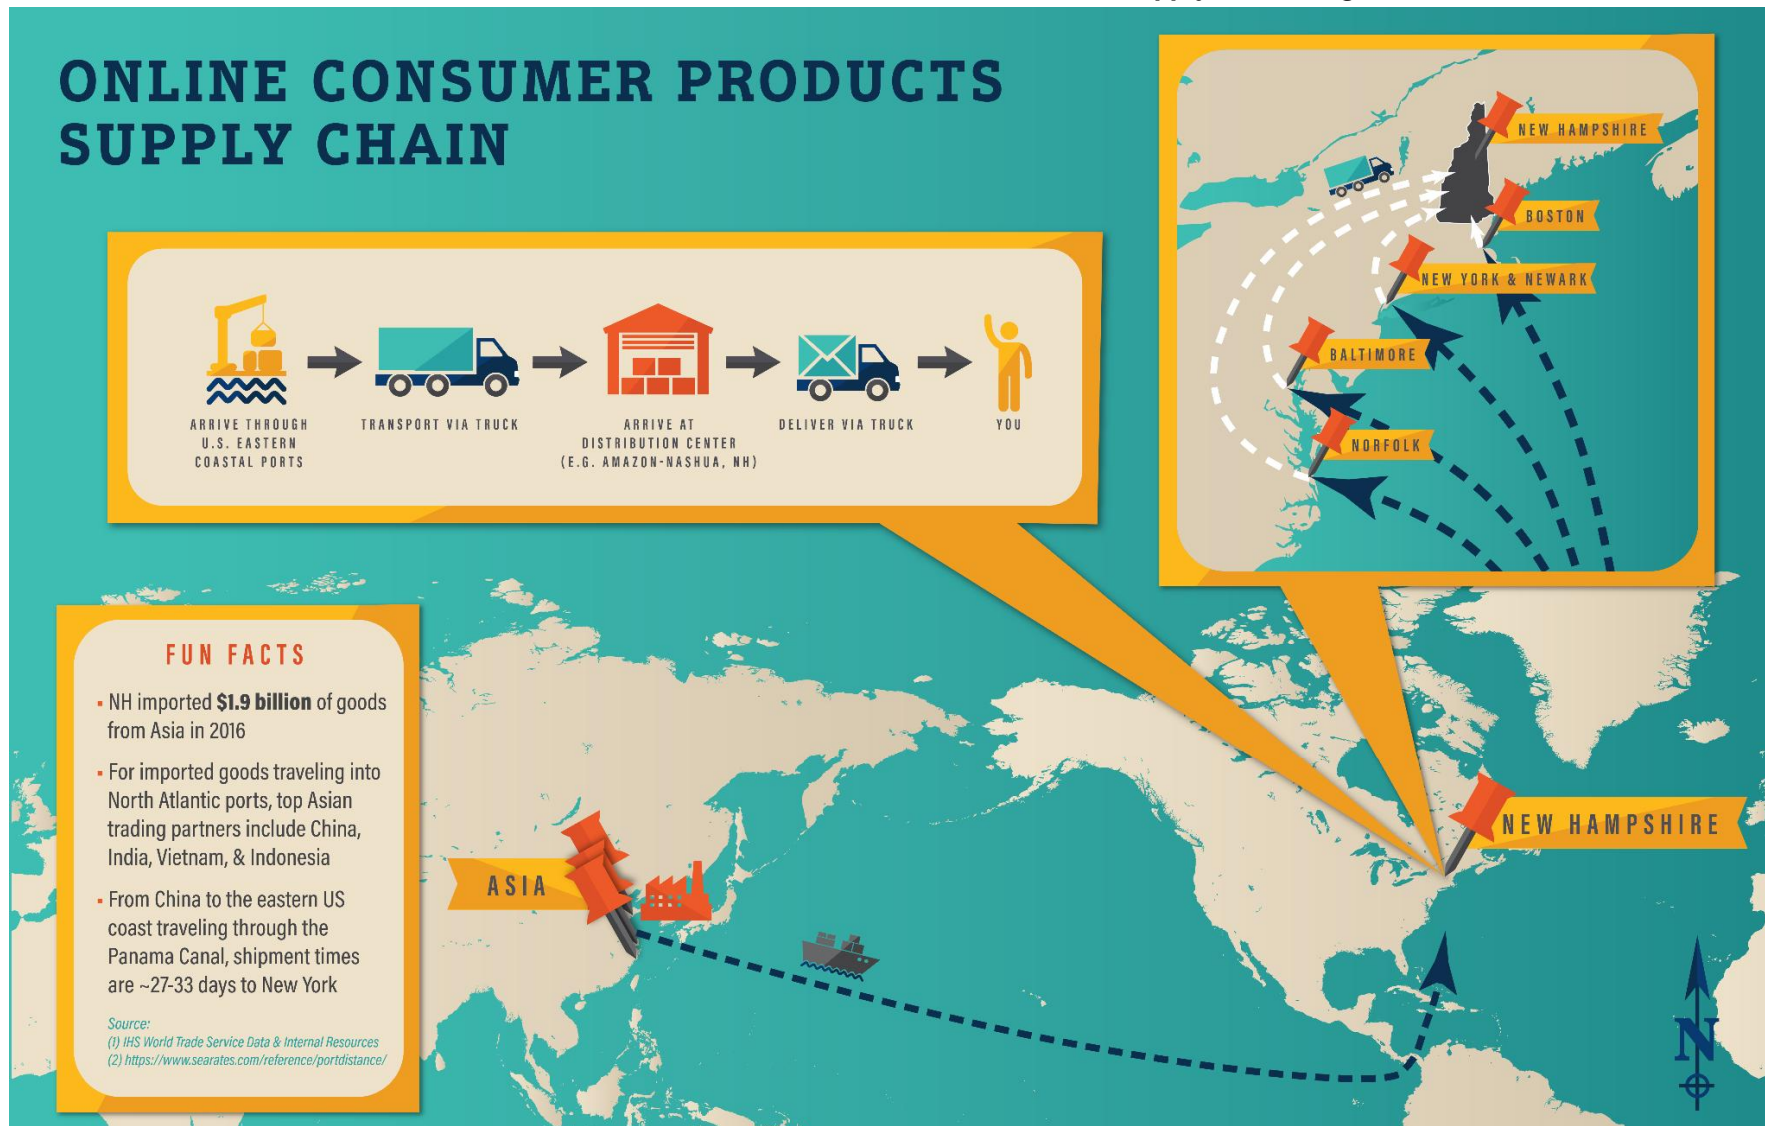 ONLINE CONSUMER PRODUCTS
SUPPLY CHAIN
ARRIVE THROUGH
U.S. EASTERN
COASTAL PORTS
TRANSPORT VIA TRUCK
ARRIVE AT
DISTRIBUTION CENTER
(E.G. AMAZON-NASHUA, NH)
DELIVER VIA TRUCK
YOU
NEW HAMPSHIRE
BOSTON
NEW YORK & NEWARK
BALTIMORE
NORFOLK
FUN FACTS
▪ NH imported $1.9 billion of goods
from Asia in 2016
▪ For imported goods traveling into
North Atlantic ports, top Asian
trading partners include China,
India, Vietnam, & Indonesia
▪ From China to the eastern US
coast traveling through the
Panama Canal, shipment times
are ~27-33 days to New York
Source:
(1) IHS World Trade Service Data & Internal Resources
(2) https://www.searates.com/reference/portdistance/
ASIA
NEW HAMPSHIRE
N